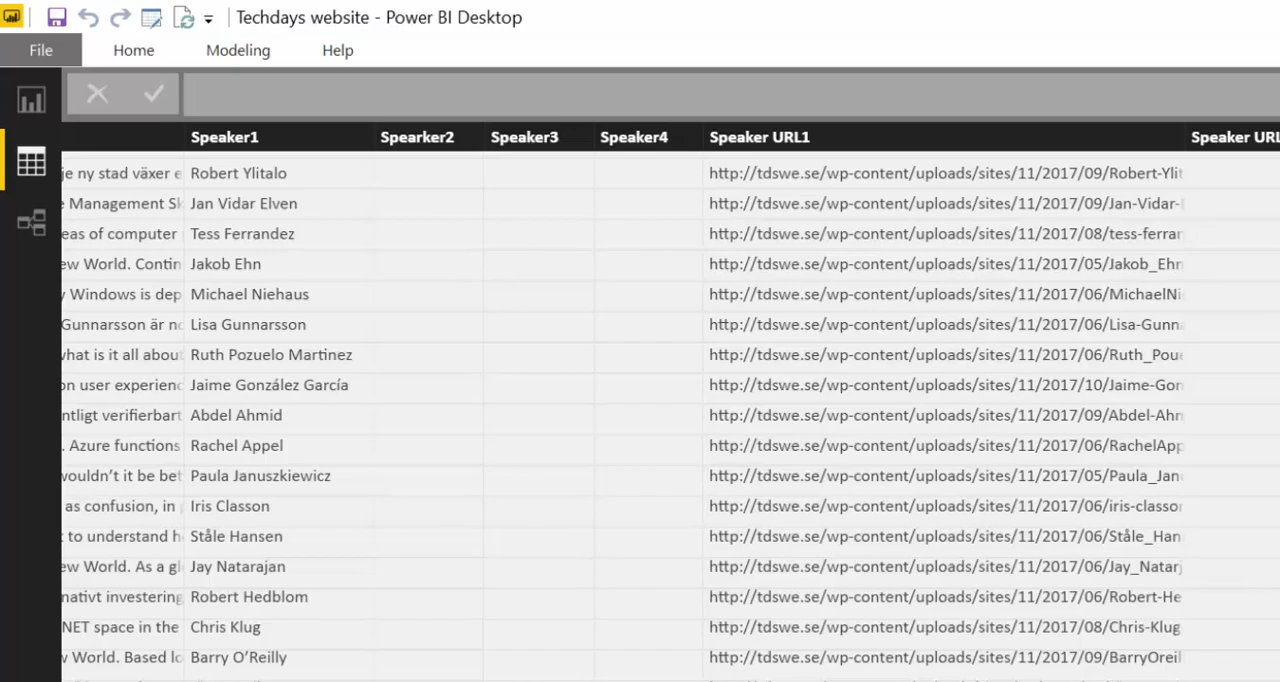 Techdays website - Power BI Desktop
File Home Modeling Help
Speaker1 Spearker2 Speaker3 Speaker4 Speaker URL1 Speaker URL
je ny stad växer e Robert Ylitalo http://tdswe.se/wp-content/uploads/sites/11/2017/09/Robert-Ylit
e Management Sk Jan Vidar Elven http://tdswe.se/wp-content/uploads/sites/11/2017/09/Jan-Vidar-
eas of computer Tess Ferrandez http://tdswe.se/wp-content/uploads/sites/11/2017/08/tess-ferran
ew World. Contin Jakob Ehn http://tdswe.se/wp-content/uploads/sites/11/2017/05/Jakob_Ehn
y Windows is dep Michael Niehaus http://tdswe.se/wp-content/uploads/sites/11/2017/06/MichaelNi
Gunnarsson är no Lisa Gunnarsson http://tdswe.se/wp-content/uploads/sites/11/2017/06/Lisa-Gunn
what is it all abou Ruth Pozuelo Martinez http://tdswe.se/wp-content/uploads/sites/11/2017/06/Ruth_Poue
on user experienc Jaime González García http://tdswe.se/wp-content/uploads/sites/11/2017/10/Jaime-Gon
ntligt verifierbart Abdel Ahmid http://tdswe.se/wp-content/uploads/sites/11/2017/09/Abdel-Ahn
. Azure functions Rachel Appel http://tdswe.se/wp-content/uploads/sites/11/2017/06/RachelApp
wouldn't it be bet Paula Januszkiewicz http://tdswe.se/wp-content/uploads/sites/11/2017/05/Paula_Jan
as confusion, in Iris Classon http://tdswe.se/wp-content/uploads/sites/11/2017/06/iris-classon
t to understand h Ståle Hansen http://tdswe.se/wp-content/uploads/sites/11/2017/06/Ståle_Han
ew World. As a gl Jay Natarajan http://tdswe.se/wp-content/uploads/sites/11/2017/06/Jay_Natarj
nativt investering Robert Hedblom http://tdswe.se/wp-content/uploads/sites/11/2017/06/Robert-He
NET space in the Chris Klug http://tdswe.se/wp-content/uploads/sites/11/2017/08/Chris-Klug
w World. Based lo Barry O'Reilly http://tdswe.se/wp-content/uploads/sites/11/2017/09/BarryOreil